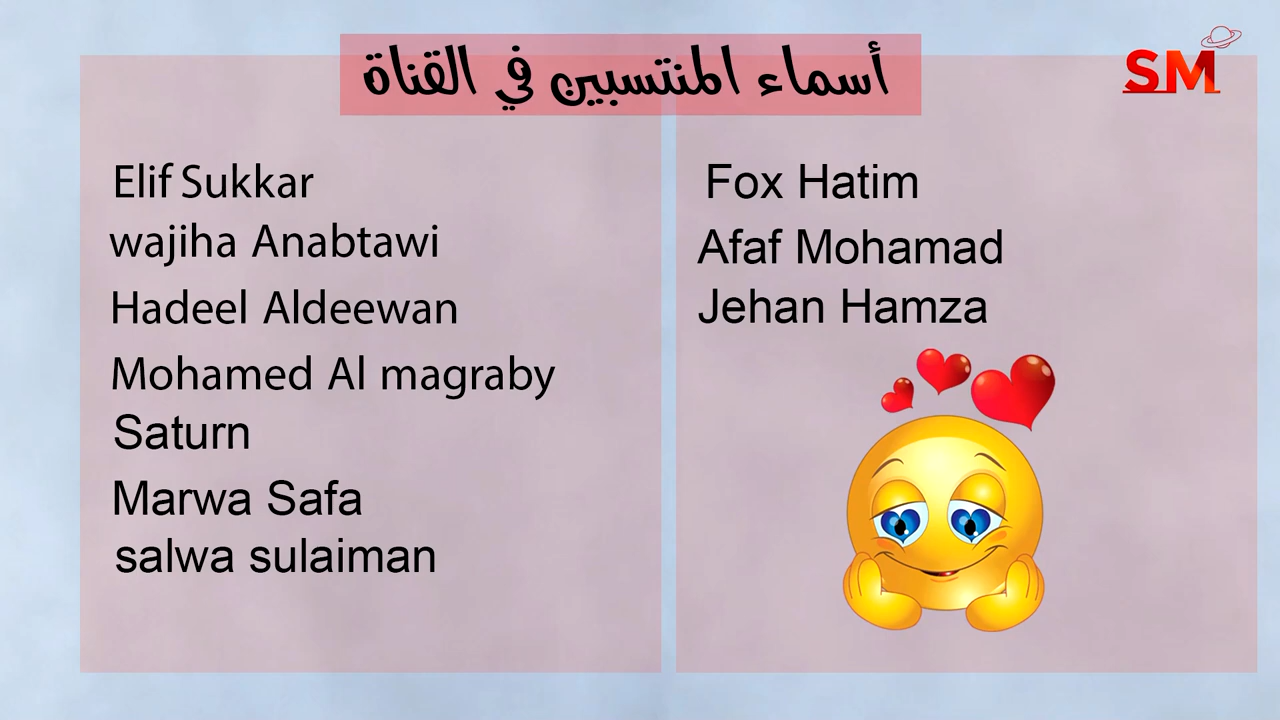 أسماء المنتسبين في القناة
SM
Elif Sukkar
wajiha Anabtawi
Hadeel Aldeewan
Mohamed Al magraby
Saturn
Marwa Safa
salwa sulaiman
Fox Hatim
Afaf Mohamad
Jehan Hamza